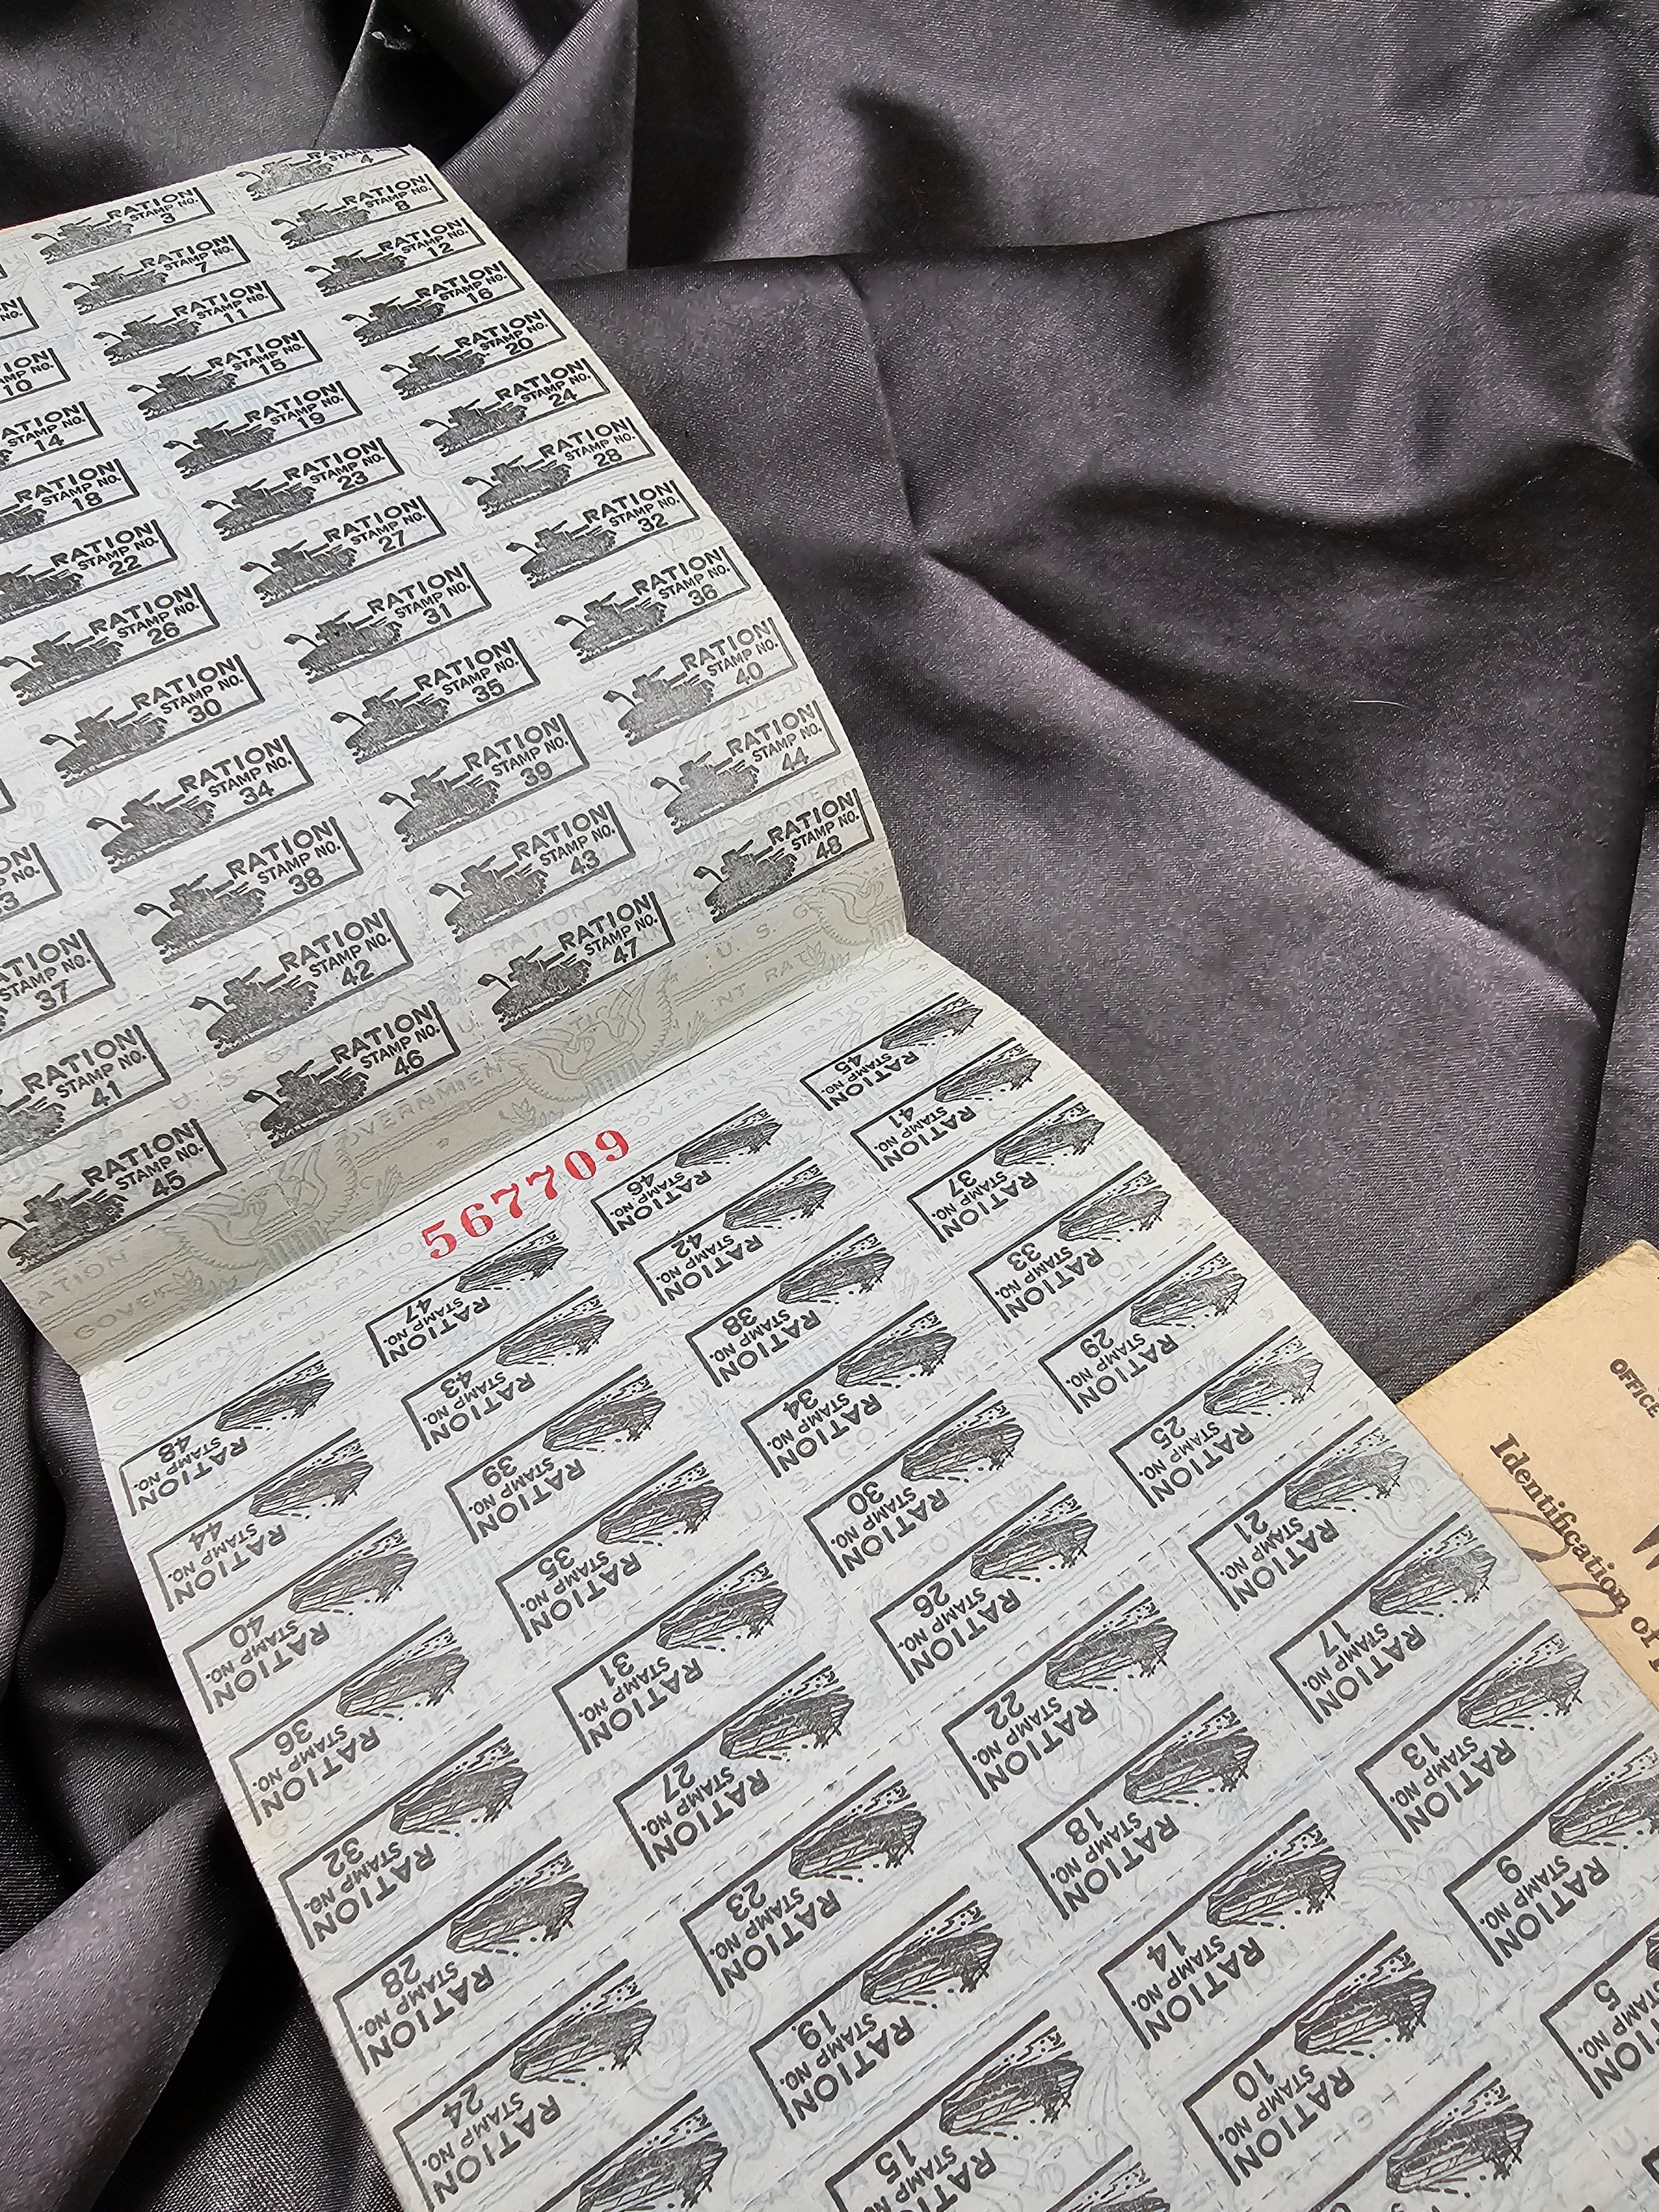 STAMP NO.
4
RATION
STAMP NO.
3
RATION
STAMP NO.
8
RATION
STAMP NO.
7
RATION
STAMP NO.
12
RATION
STAMP NO.
11
RATION
STAMP NO.
16
10
RATION
STAMP NO.
15
RATION
STAMP NO.
20
14
RATION
STAMP NO.
19
RATION
STAMP NO.
24
RATION
STAMP NO.
18
RATION
STAMP NO.
23
RATION
STAMP NO.
28
RATION
STAMP NO.
22
RATION
STAMP NO.
27
RATION
STAMP NO.
32
RATION
STAMP NO.
26
RATION
STAMP NO.
31
RATION
STAMP NO.
36
RATION
STAMP NO.
30
RATION
STAMP NO.
35
RATION
STAMP NO.
40
RATION
STAMP NO.
34
RATION
STAMP NO.
39
RATION
STAMP NO.
44
RATION
STAMP NO.
38
RATION
STAMP NO.
43
RATION
STAMP NO.
48
ATION
STAMP NO.
37
RATION
STAMP NO.
42
RATION
STAMP NO.
47
RATION
STAMP NO.
41
RATION
STAMP NO.
46
RATION
STAMP NO.
45
567709
RATION
STAMP NO.
48
RATION
STAMP NO.
47
RATION
STAMP NO.
46
RATION
STAMP NO.
45
RATION
STAMP NO.
44
RATION
STAMP NO.
43
RATION
STAMP NO.
42
RATION
STAMP NO.
41
RATION
STAMP NO.
40
RATION
STAMP NO.
39
RATION
STAMP NO.
38
RATION
STAMP NO.
37
RATION
STAMP NO.
36
RATION
STAMP NO.
35
RATION
STAMP NO.
34
RATION
STAMP NO.
33
RATION
STAMP NO.
32
RATION
STAMP NO.
31
RATION
STAMP NO.
30
RATION
STAMP NO.
29
RATION
STAMP NO.
28
RATION
STAMP NO.
27
RATION
STAMP NO.
26
RATION
STAMP NO.
25
RATION
STAMP NO.
24
RATION
STAMP NO.
23
RATION
STAMP NO.
22
RATION
STAMP NO.
21
RATION
STAMP NO.
19
RATION
STAMP NO.
18
RATION
STAMP NO.
17
RATION
STAMP NO.
15
RATION
STAMP NO.
14
RATION
STAMP NO.
13
RATION
STAMP NO.
10
RATION
STAMP NO.
9
STAMP NO.
5
OFFICE
Identification of